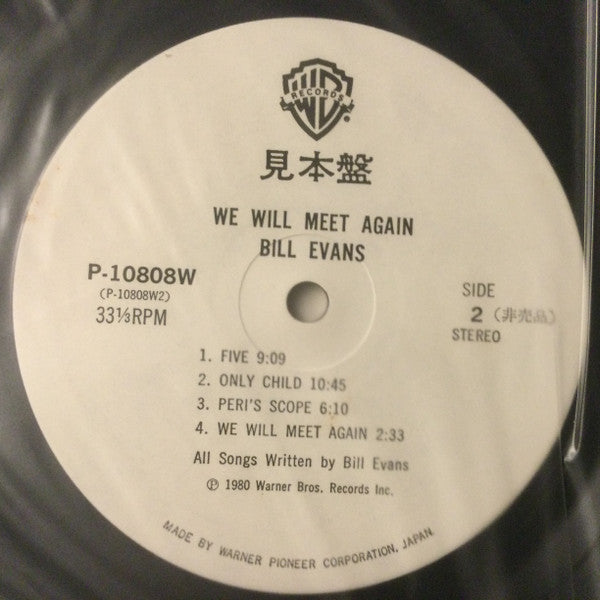 WB
RECORDS
®
見本盤
WE WILL MEET AGAIN
BILL EVANS
P-10808W
(P-10808W2)
33⅓RPM
SIDE
2 (非売品)
STEREO
1. FIVE 9:09
2. ONLY CHILD 10:45
3. PERI'S SCOPE 6:10
4. WE WILL MEET AGAIN 2:33
All Songs Written by Bill Evans
℗ 1980 Warner Bros. Records Inc.
MADE BY WARNER PIONEER CORPORATION, JAPAN